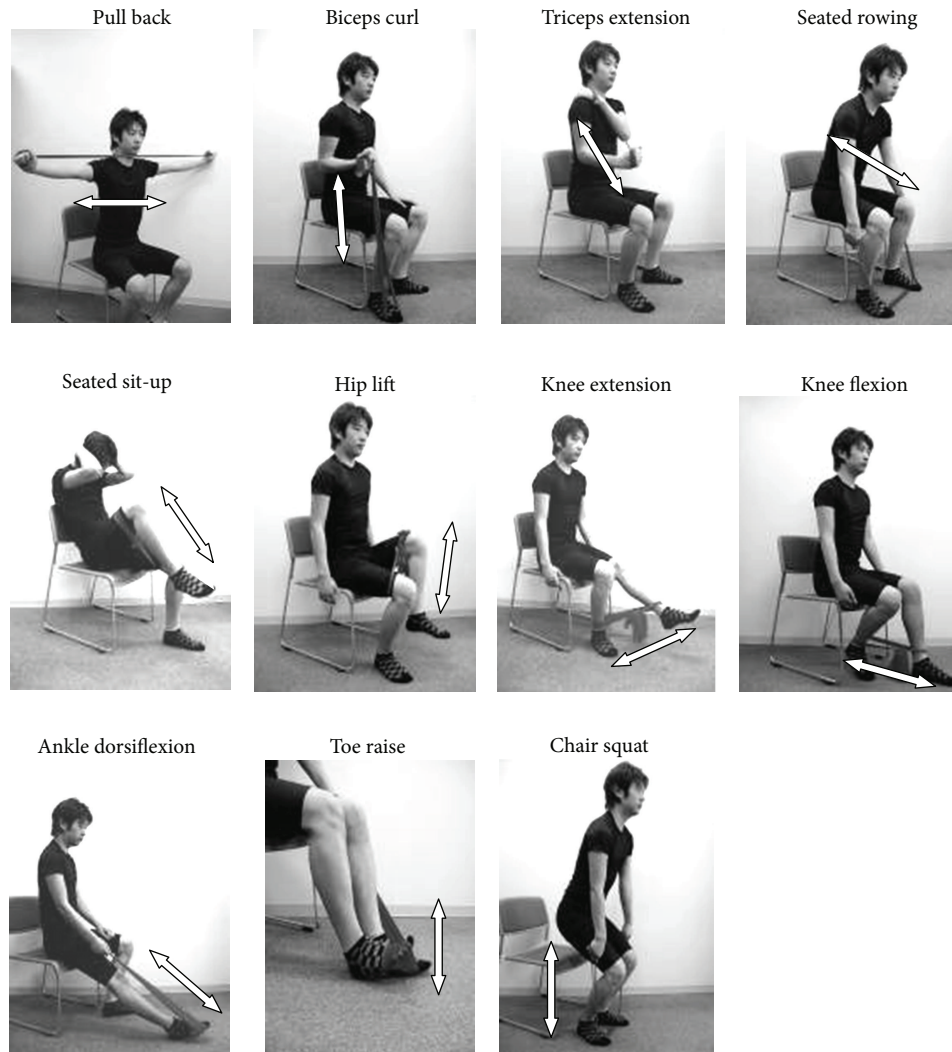 Pull back
Biceps curl
Triceps extension
Seated rowing
Seated sit-up
Hip lift
Knee extension
Knee flexion
Ankle dorsiflexion
Toe raise
Chair squat